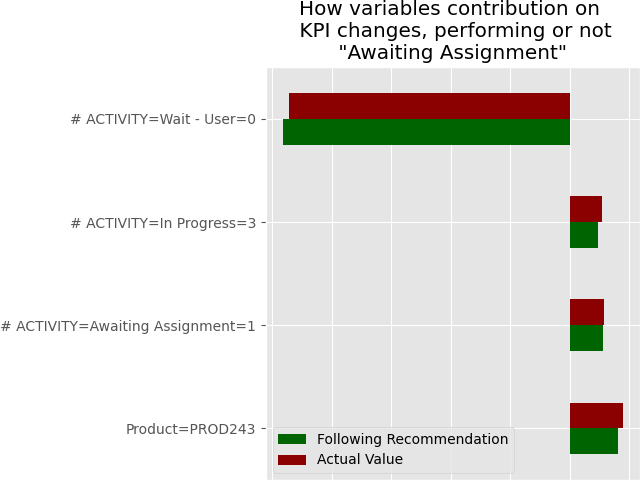 How variables contribution on
KPI changes, performing or not
"Awaiting Assignment"
# ACTIVITY=Wait - User=0
# ACTIVITY=In Progress=3
# ACTIVITY=Awaiting Assignment=1
Product=PROD243
Following Recommendation
Actual Value